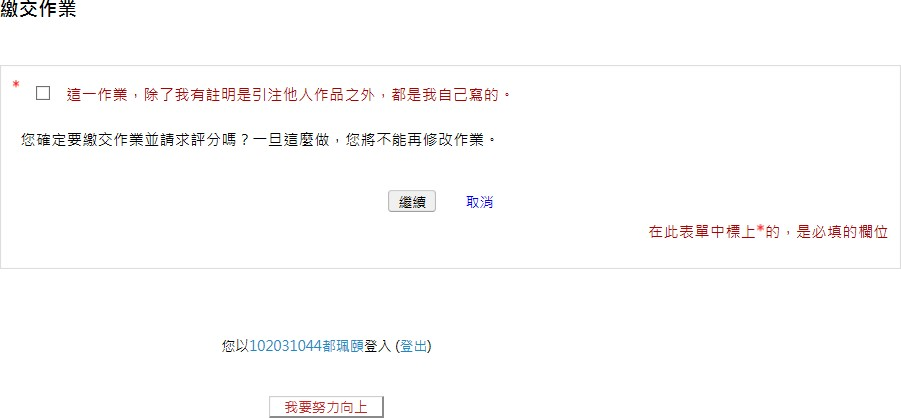 繳交作業
* 這一作業，除了我有註明是引注他人作品之外，都是我自己寫的。
您確定要繳交作業並請求評分嗎？一旦這麼做，您將不能再修改作業。
繼續 取消
在此表單中標上*的，是必填的欄位
您以102031044都珮頤登入 (登出)
我要努力向上